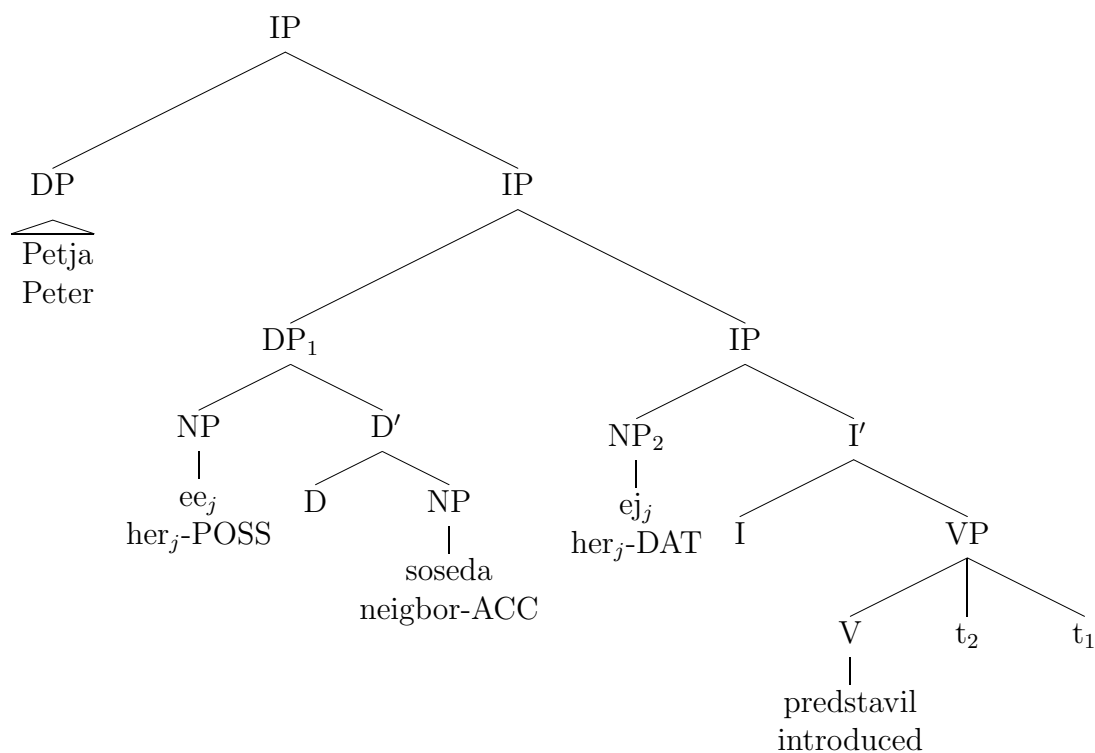 IP
DP IP
Petja
Peter
DP₁ IP
NP D′ NP₂ I′
eeⱼ D NP ejⱼ I VP
herⱼ-POSS herⱼ-DAT
soseda
neigbor-ACC
V t₂ t₁
predstavil
introduced